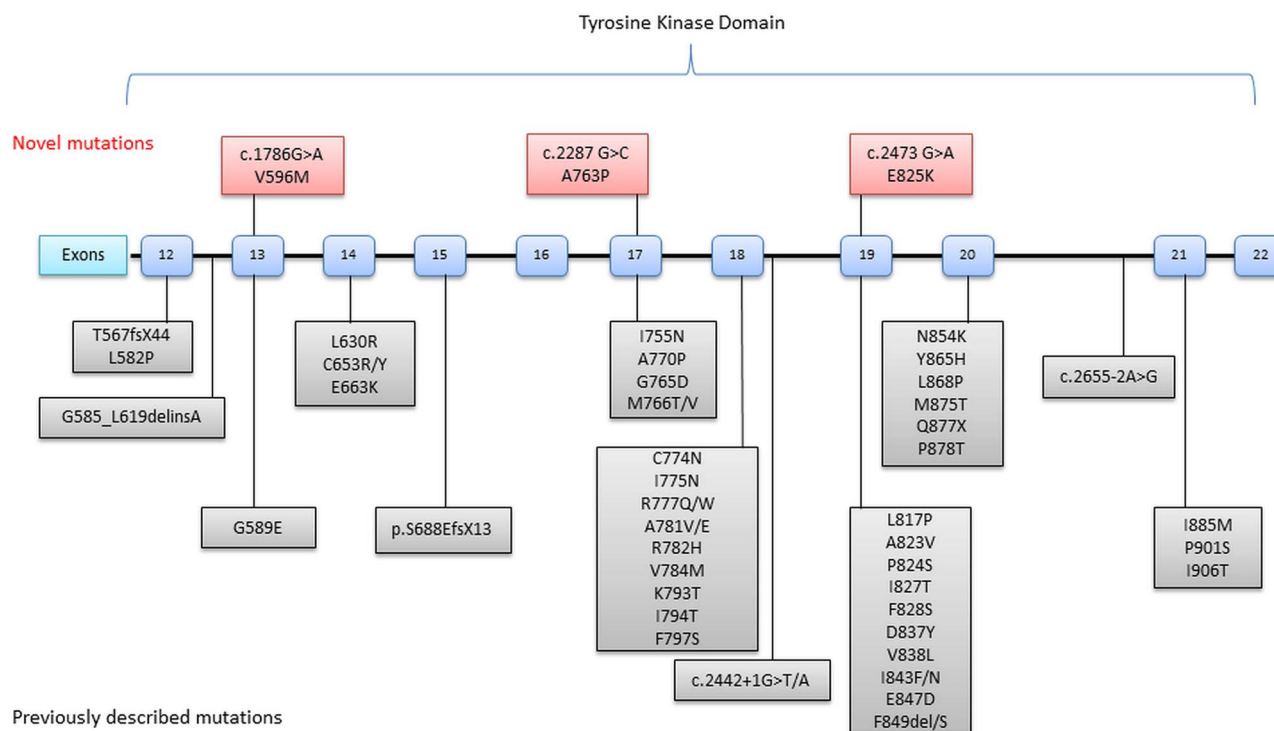 Tyrosine Kinase Domain
Novel mutations
c.1786G>A
V596M
c.2287 G>C
A763P
c.2473 G>A
E825K
Exons
12
13
14
15
16
17
18
19
20
21
22
T567fsX44
L582P
G585_L619delinsA
G589E
L630R
C653R/Y
E663K
p.S688EfsX13
I755N
A770P
G765D
M766T/V
C774N
I775N
R777Q/W
A781V/E
R782H
V784M
K793T
I794T
F797S
c.2442+1G>T/A
L817P
A823V
P824S
I827T
F828S
D837Y
V838L
I843F/N
E847D
F849del/S
N854K
Y865H
L868P
M875T
Q877X
P878T
c.2655-2A>G
I885M
P901S
I906T
Previously described mutations